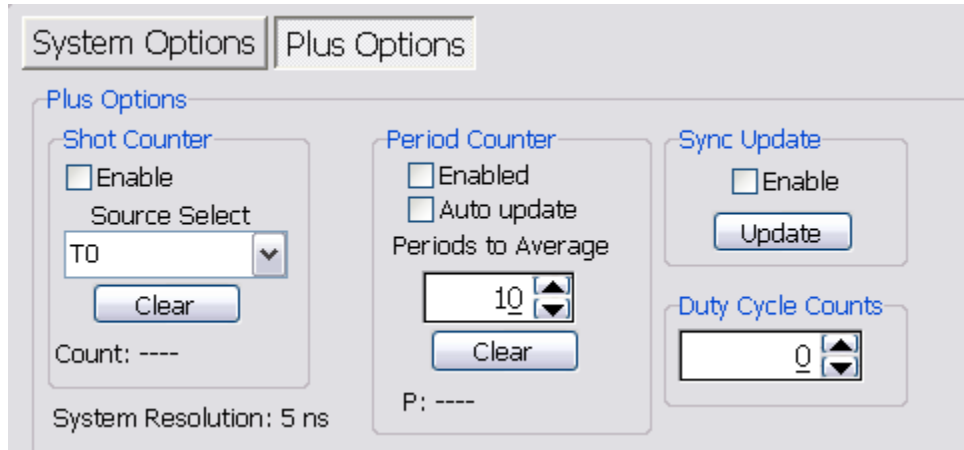 System Options
Plus Options
Plus Options
Shot Counter
Enable
Source Select
T0
Clear
Count: ----
System Resolution: 5 ns
Period Counter
Enabled
Auto update
Periods to Average
10
Clear
P: ----
Sync Update
Enable
Update
Duty Cycle Counts
0